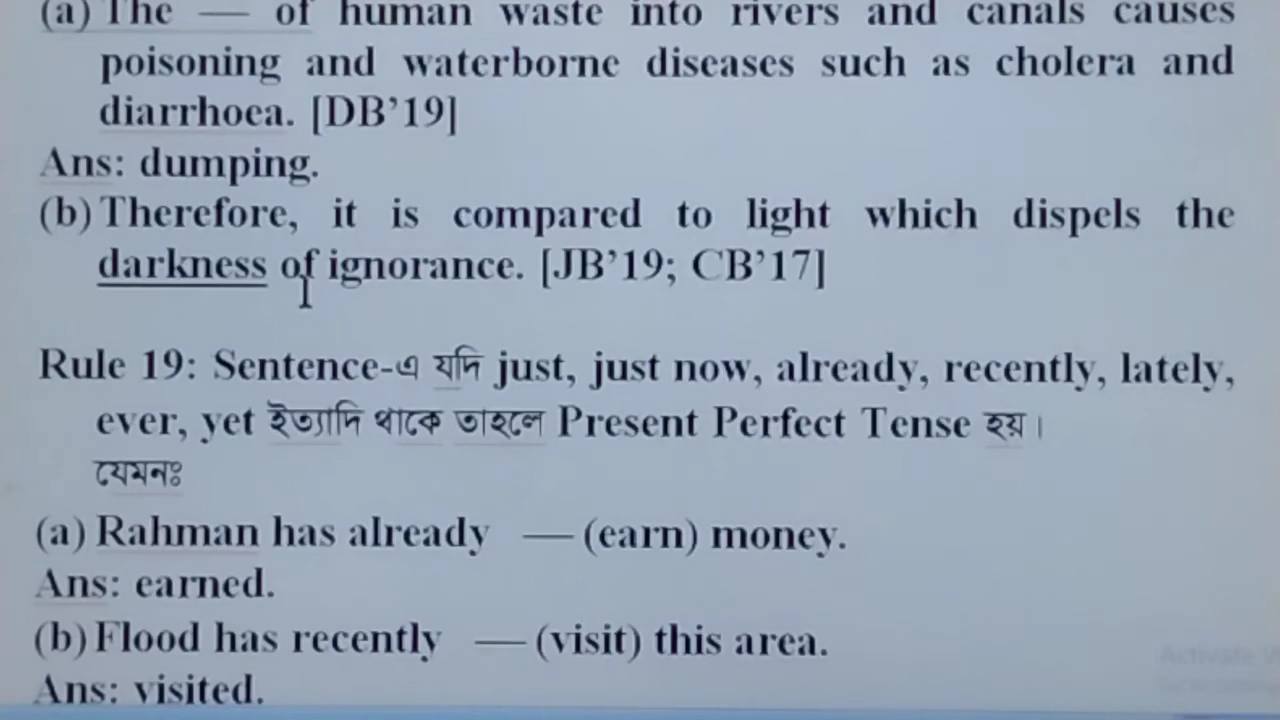 (a) The — of human waste into rivers and canals causes
poisoning and waterborne diseases such as cholera and
diarrhoea. [DB’19]
Ans: dumping.
(b) Therefore, it is compared to light which dispels the
darkness of ignorance. [JB’19; CB’17]
Rule 19: Sentence-এ যদি just, just now, already, recently, lately,
ever, yet ইত্যাদি থাকে তাহলে Present Perfect Tense হয়।
যেমনঃ
(a) Rahman has already — (earn) money.
Ans: earned.
(b) Flood has recently — (visit) this area.
Ans: visited.
Activate